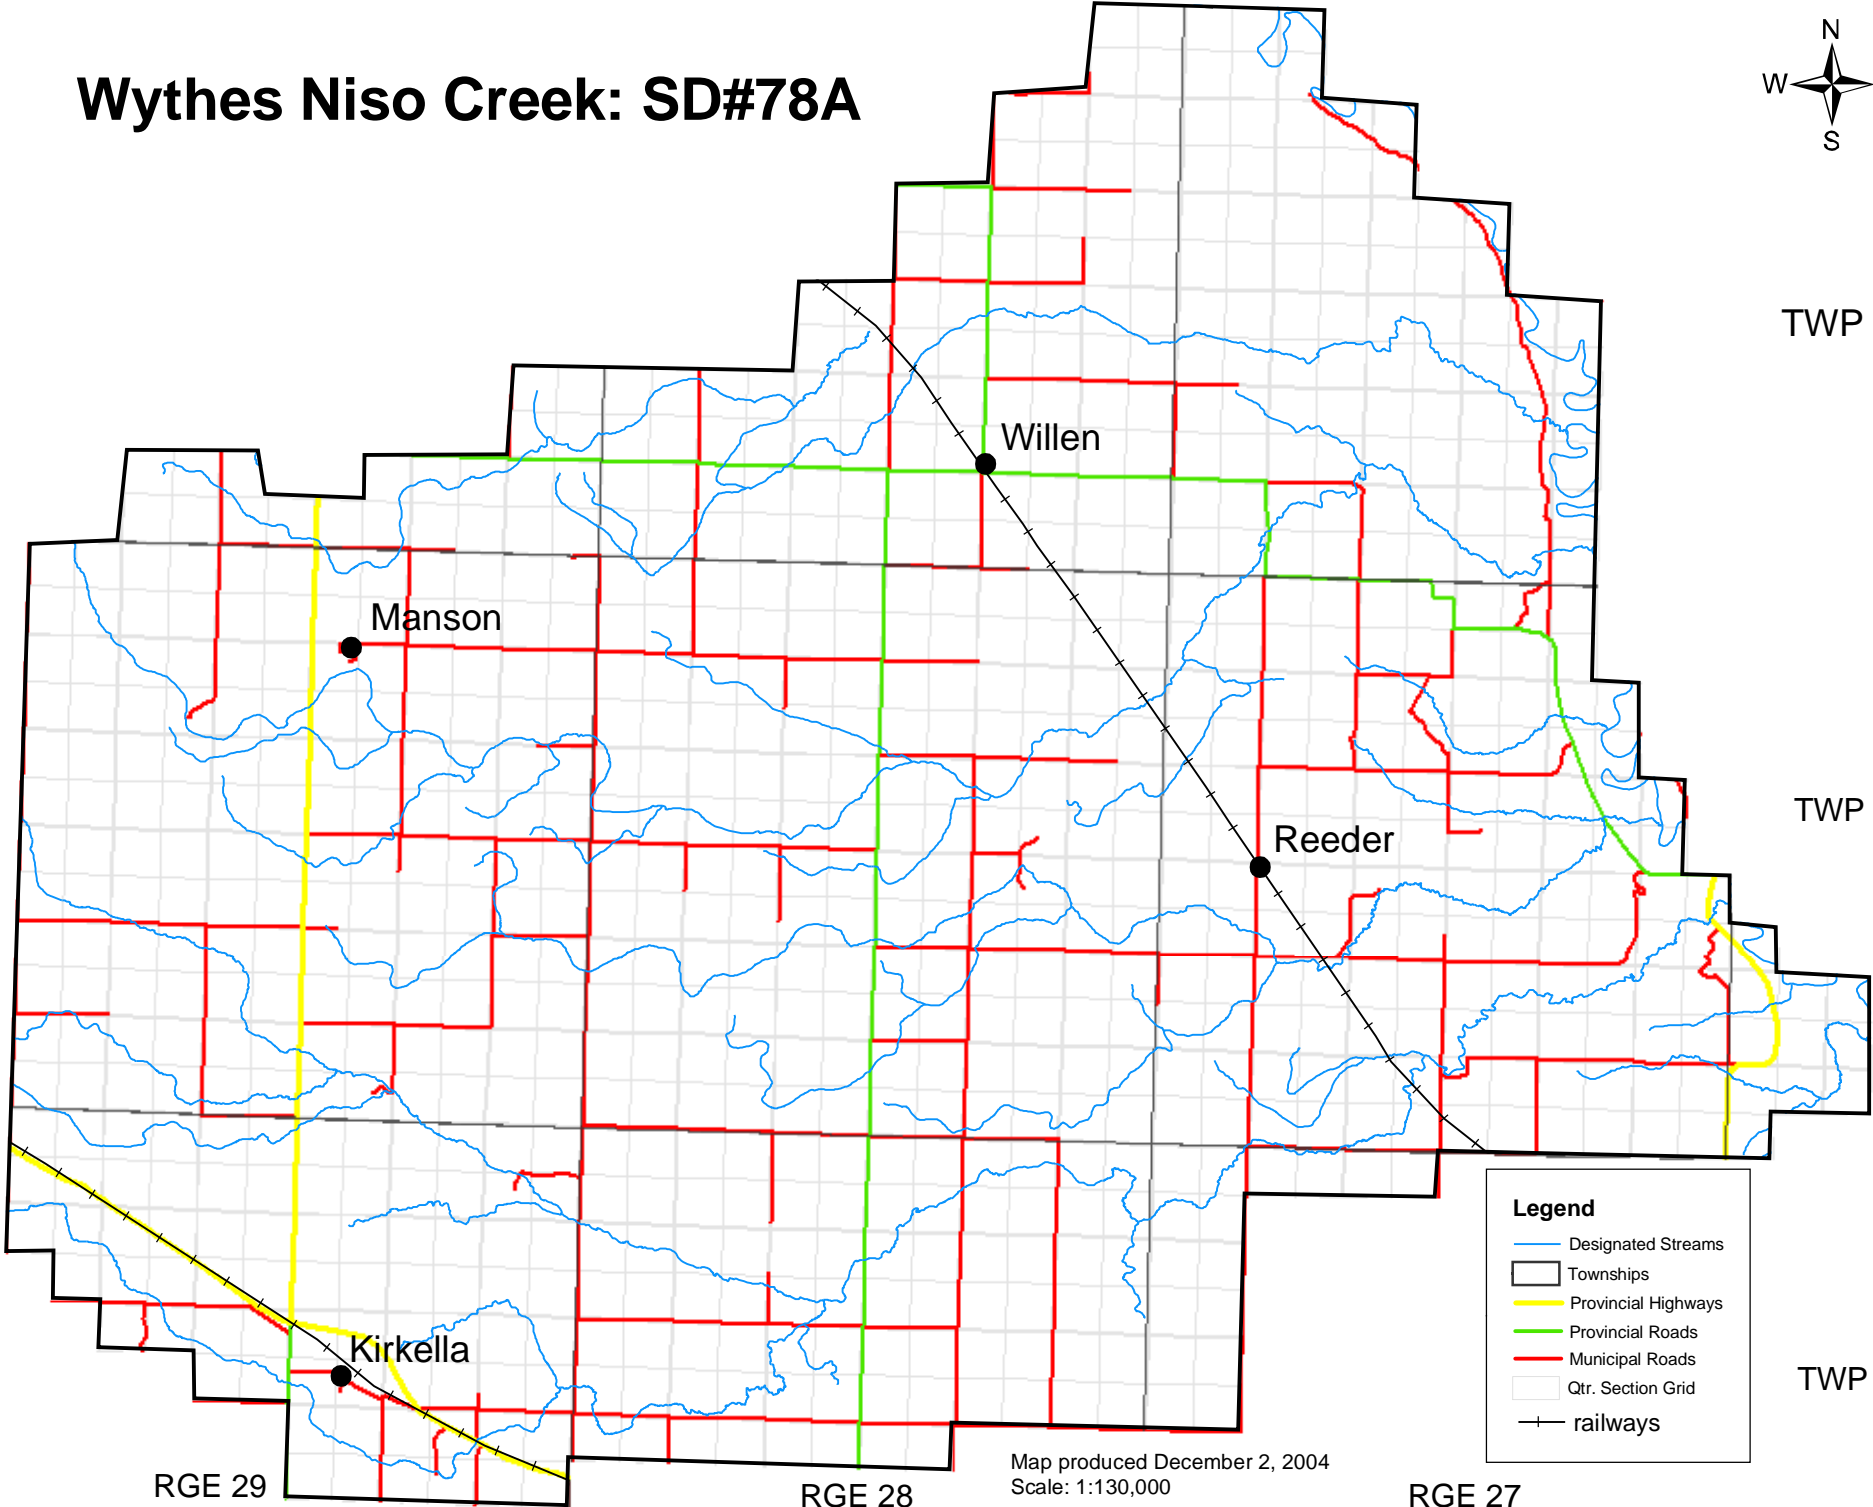 Wythes Niso Creek: SD#78A
N
W
S
TWP
Willen
Manson
TWP
Reeder
Legend
Designated Streams
Townships
Provincial Highways
Provincial Roads
Municipal Roads
Qtr. Section Grid
railways
Kirkella
TWP
Map produced December 2, 2004
Scale: 1:130,000
RGE 29
RGE 28
RGE 27